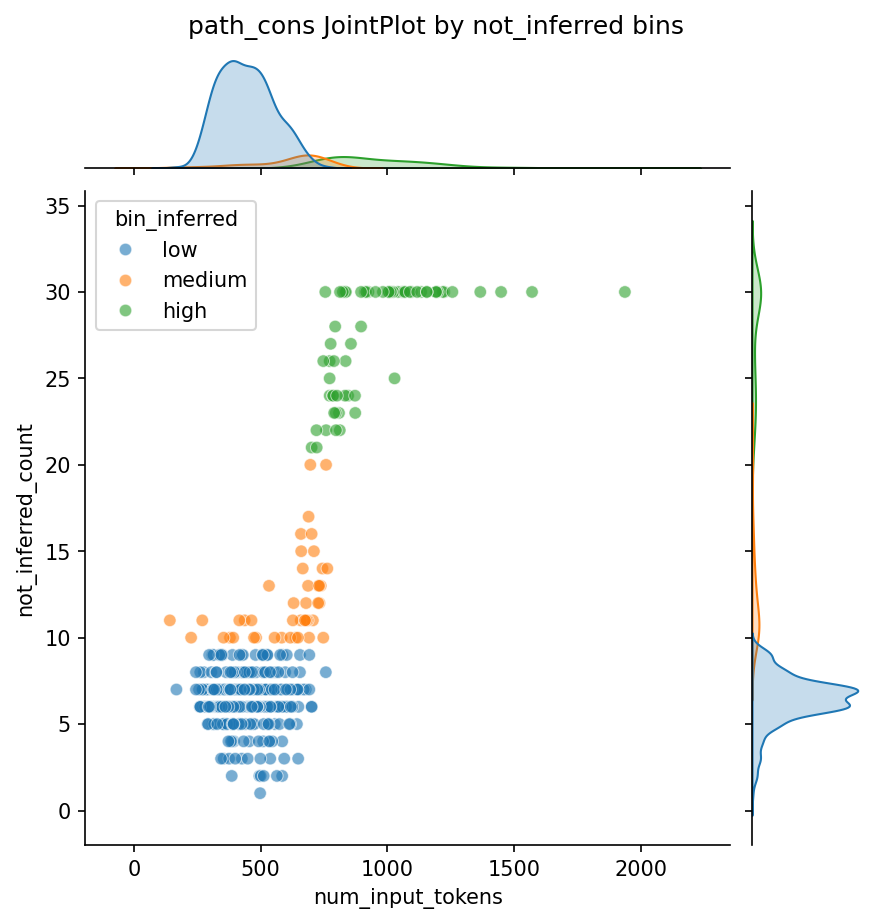 path_cons JointPlot by not_inferred bins
bin_inferred
low
medium
high
35
30
25
20
15
10
5
0
not_inferred_count
0 500 1000 1500 2000
num_input_tokens